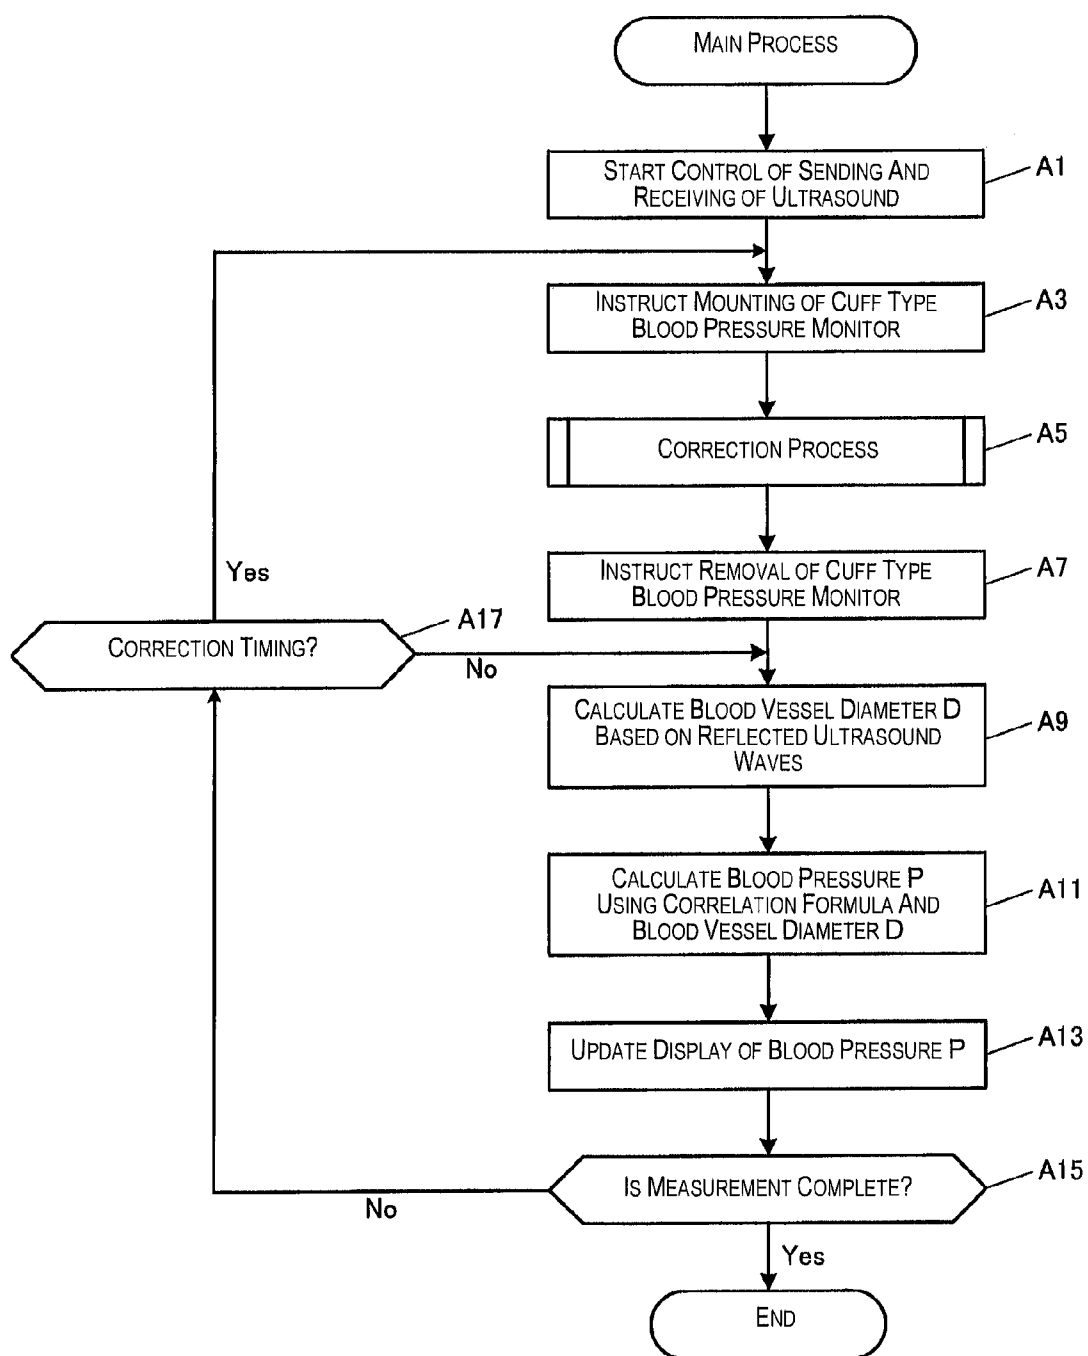 MAIN PROCESS
START CONTROL OF SENDING AND
RECEIVING OF ULTRASOUND
A1
INSTRUCT MOUNTING OF CUFF TYPE
BLOOD PRESSURE MONITOR
A3
CORRECTION PROCESS
A5
INSTRUCT REMOVAL OF CUFF TYPE
BLOOD PRESSURE MONITOR
A7
Yes
CORRECTION TIMING?
A17
No
CALCULATE BLOOD VESSEL DIAMETER D
BASED ON REFLECTED ULTRASOUND
WAVES
A9
CALCULATE BLOOD PRESSURE P
USING CORRELATION FORMULA AND
BLOOD VESSEL DIAMETER D
A11
UPDATE DISPLAY OF BLOOD PRESSURE P
A13
IS MEASUREMENT COMPLETE?
A15
No
Yes
END